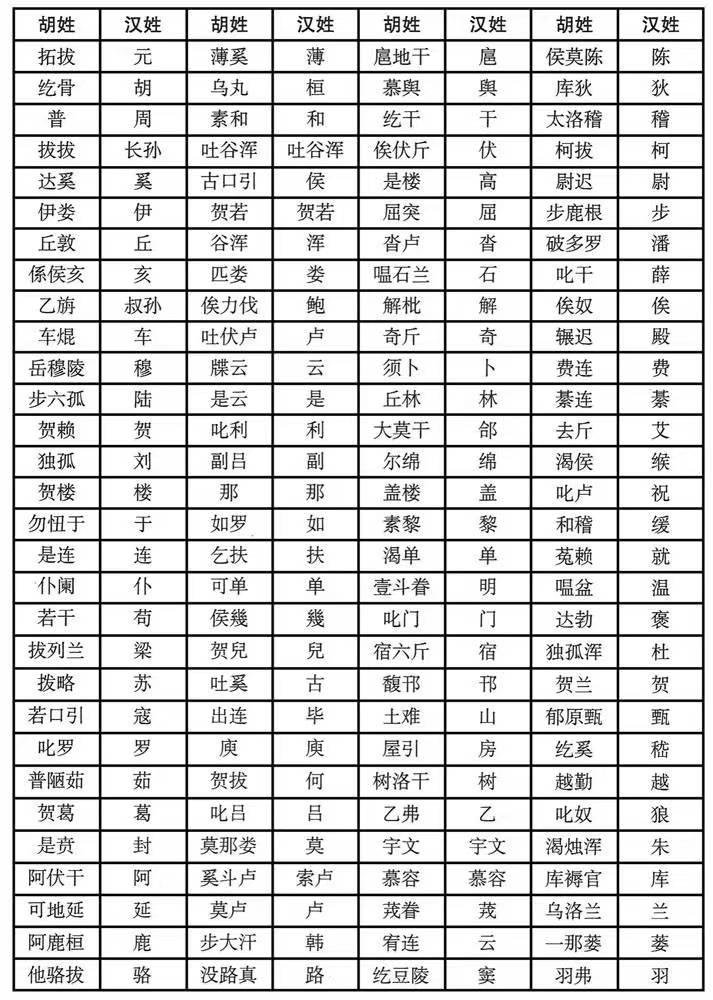 胡姓 汉姓 胡姓 汉姓 胡姓 汉姓 胡姓 汉姓
拓拔 元 薄奚 薄 扈地干 扈 侯莫陈 陈
纥骨 胡 乌丸 桓 慕舆 舆 库狄 狄
普 周 素和 和 纥干 干 太洛稽 稽
拔拔 长孙 吐谷浑 吐谷浑 俟伏斤 伏 柯拔 柯
达奚 奚 古口引 侯 是楼 高 尉迟 尉
伊娄 伊 贺若 贺若 屈突 屈 步鹿根 步
丘敦 丘 谷浑 浑 沓卢 沓 破多罗 潘
係侯亥 亥 匹娄 娄 嗢石兰 石 叱干 薛
乙旃 叔孙 俟力伐 鲍 解枇 解 俟奴 俟
车焜 车 吐伏卢 卢 奇斤 奇 辗迟 殿
岳穆陵 穆 牒云 云 须卜 卜 费连 费
步六孤 陆 是云 是 丘林 林 綦连 綦
贺赖 贺 叱利 利 大莫干 郃 去斤 艾
独孤 刘 副吕 副 尔绵 绵 渴侯 缑
贺楼 楼 那 那 盖楼 盖 叱卢 祝
勿忸于 于 如罗 如 素黎 黎 和稽 缓
是连 连 乞扶 扶 渴单 单 菟赖 就
仆阑 仆 可单 单 壹斗眷 明 嗢盆 温
若干 苟 侯幾 幾 叱门 门 达勃 褒
拔列兰 梁 贺兒 兒 宿六斤 宿 独孤浑 杜
拨略 苏 吐奚 古 馥邗 邗 贺兰 贺
若口引 寇 出连 毕 土难 山 郁原甄 甄
叱罗 罗 庾 庾 屋引 房 纥奚 嵇
普陋茹 茹 贺拔 何 树洛干 树 越勤 越
贺葛 葛 叱吕 吕 乙弗 乙 叱奴 狼
是贲 封 莫那娄 莫 宇文 宇文 渴烛浑 朱
阿伏干 阿 奚斗卢 索卢 慕容 慕容 库褥官 库
可地延 延 莫卢 卢 茂眷 茂 乌洛兰 兰
阿鹿桓 鹿 步大汗 韩 宥连 云 一那蒌 蒌
他骆拔 骆 没路真 路 纥豆陵 窦 羽弗 羽